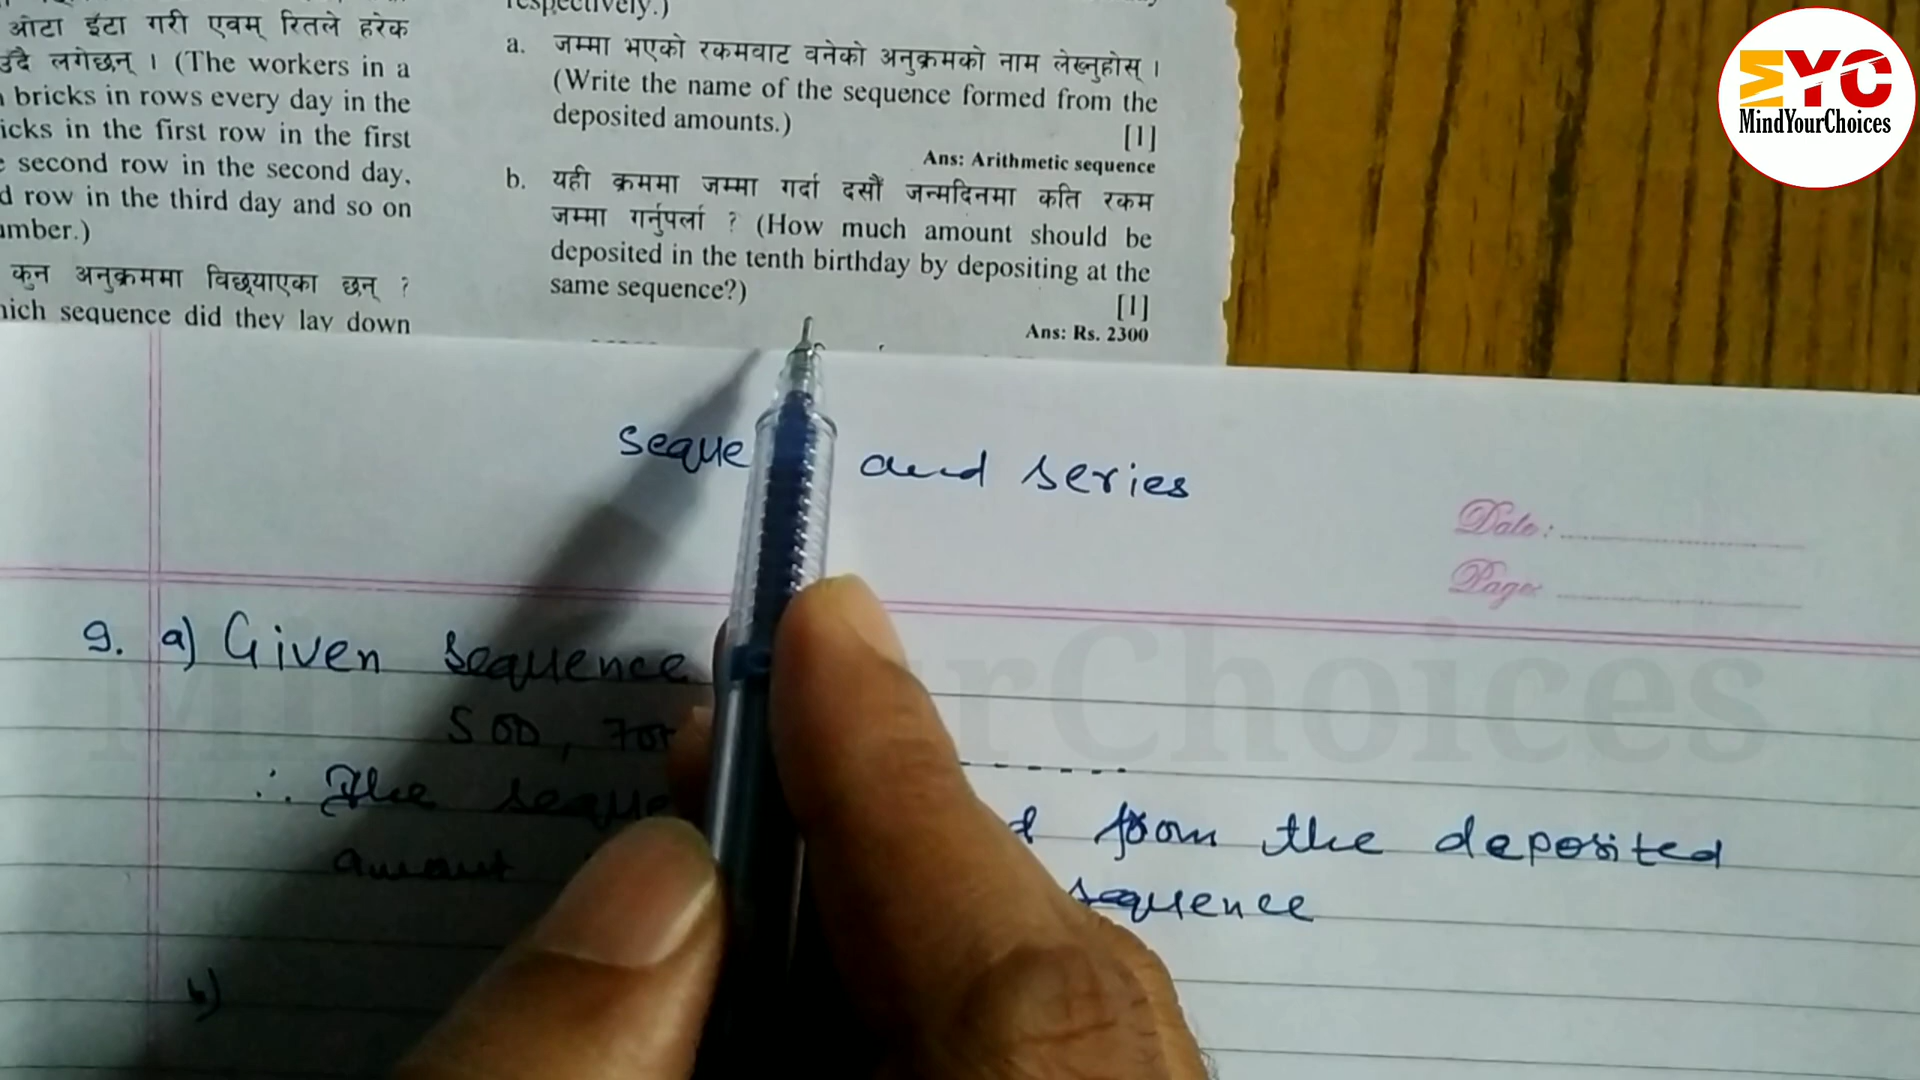 ओटा इँटा गरी एवम् रितले हरेक
उँदै लगेछन् । (The workers in a
bricks in rows every day in the
icks in the first row in the first
second row in the second day,
d row in the third day and so on
umber.)
कुन अनुक्रममा विछ्याएका छन् ?
hich sequence did they lay down
respectively.)
a. जम्मा भएको रकमवाट वनेको अनुक्रमको नाम लेख्नुहोस् ।
(Write the name of the sequence formed from the
deposited amounts.) [1]
Ans: Arithmetic sequence
b. यही क्रममा जम्मा गर्दा दसौं जन्मदिनमा कति रकम
जम्मा गर्नुपर्ला ? (How much amount should be
deposited in the tenth birthday by depositing at the
same sequence?) [1]
Ans: Rs. 2300
MYC
MindYourChoices
seque and series
Date:
Page:
9. a) Given sequence
500, 70
∴ The seque d from the deposited
amount sequence
b)
MindYourChoices